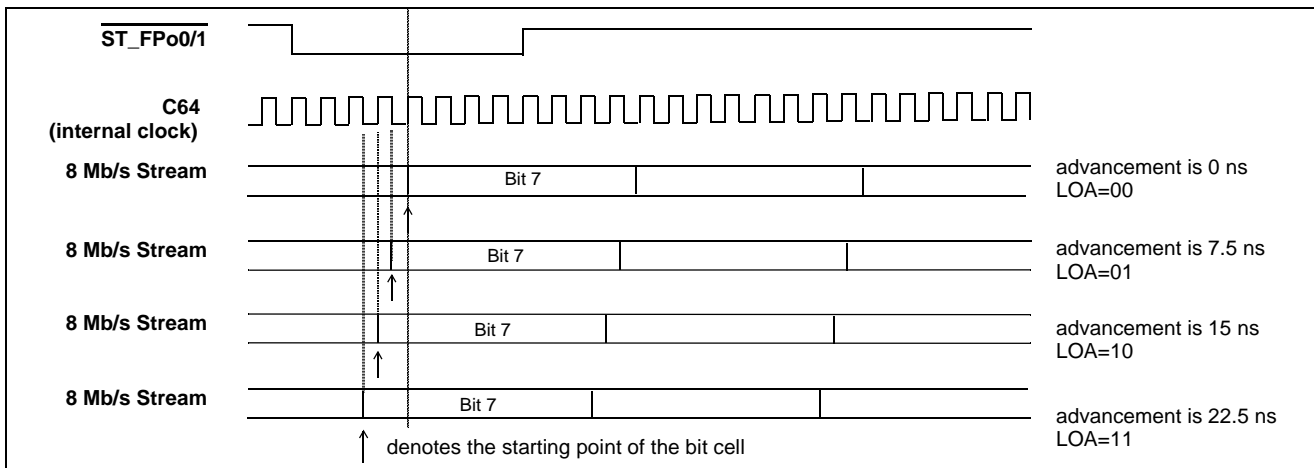 ST_FPo0/1
C64
(internal clock)
8 Mb/s Stream
Bit 7
advancement is 0 ns
LOA=00
8 Mb/s Stream
Bit 7
advancement is 7.5 ns
LOA=01
8 Mb/s Stream
Bit 7
advancement is 15 ns
LOA=10
8 Mb/s Stream
Bit 7
advancement is 22.5 ns
LOA=11
denotes the starting point of the bit cell